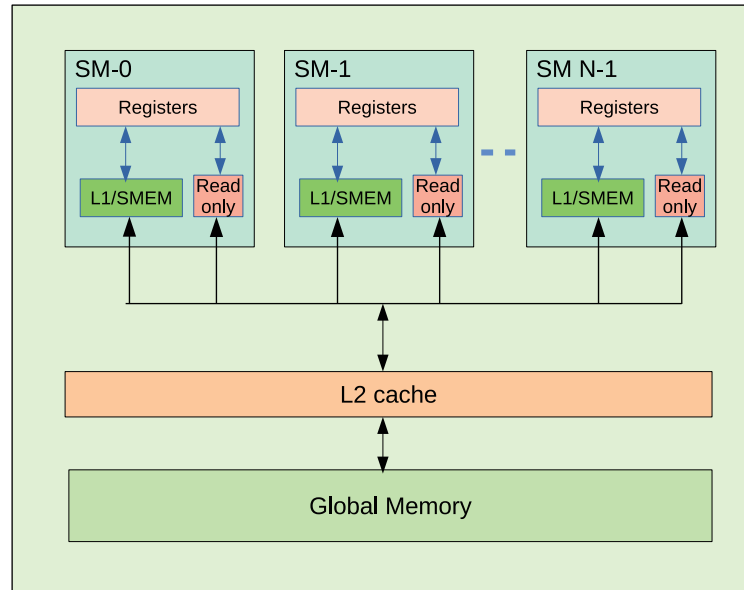 SM-0
SM-1
SM N-1
Registers
Registers
Registers
L1/SMEM
Read
only
L1/SMEM
Read
only
L1/SMEM
Read
only
L2 cache
Global Memory